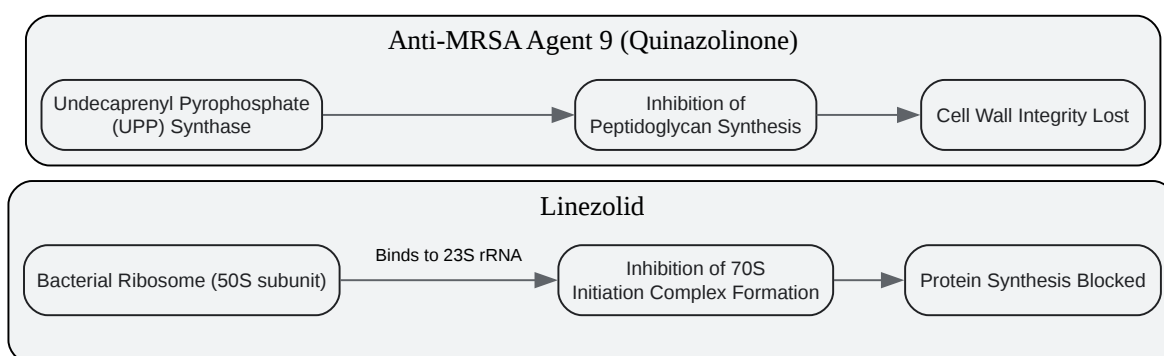 Anti-MRSA Agent 9 (Quinazolinone)
Undecaprenyl Pyrophosphate
(UPP) Synthase
Inhibition of
Peptidoglycan Synthesis
Cell Wall Integrity Lost
Linezolid
Bacterial Ribosome (50S subunit)
Binds to 23S rRNA
Inhibition of 70S
Initiation Complex Formation
Protein Synthesis Blocked